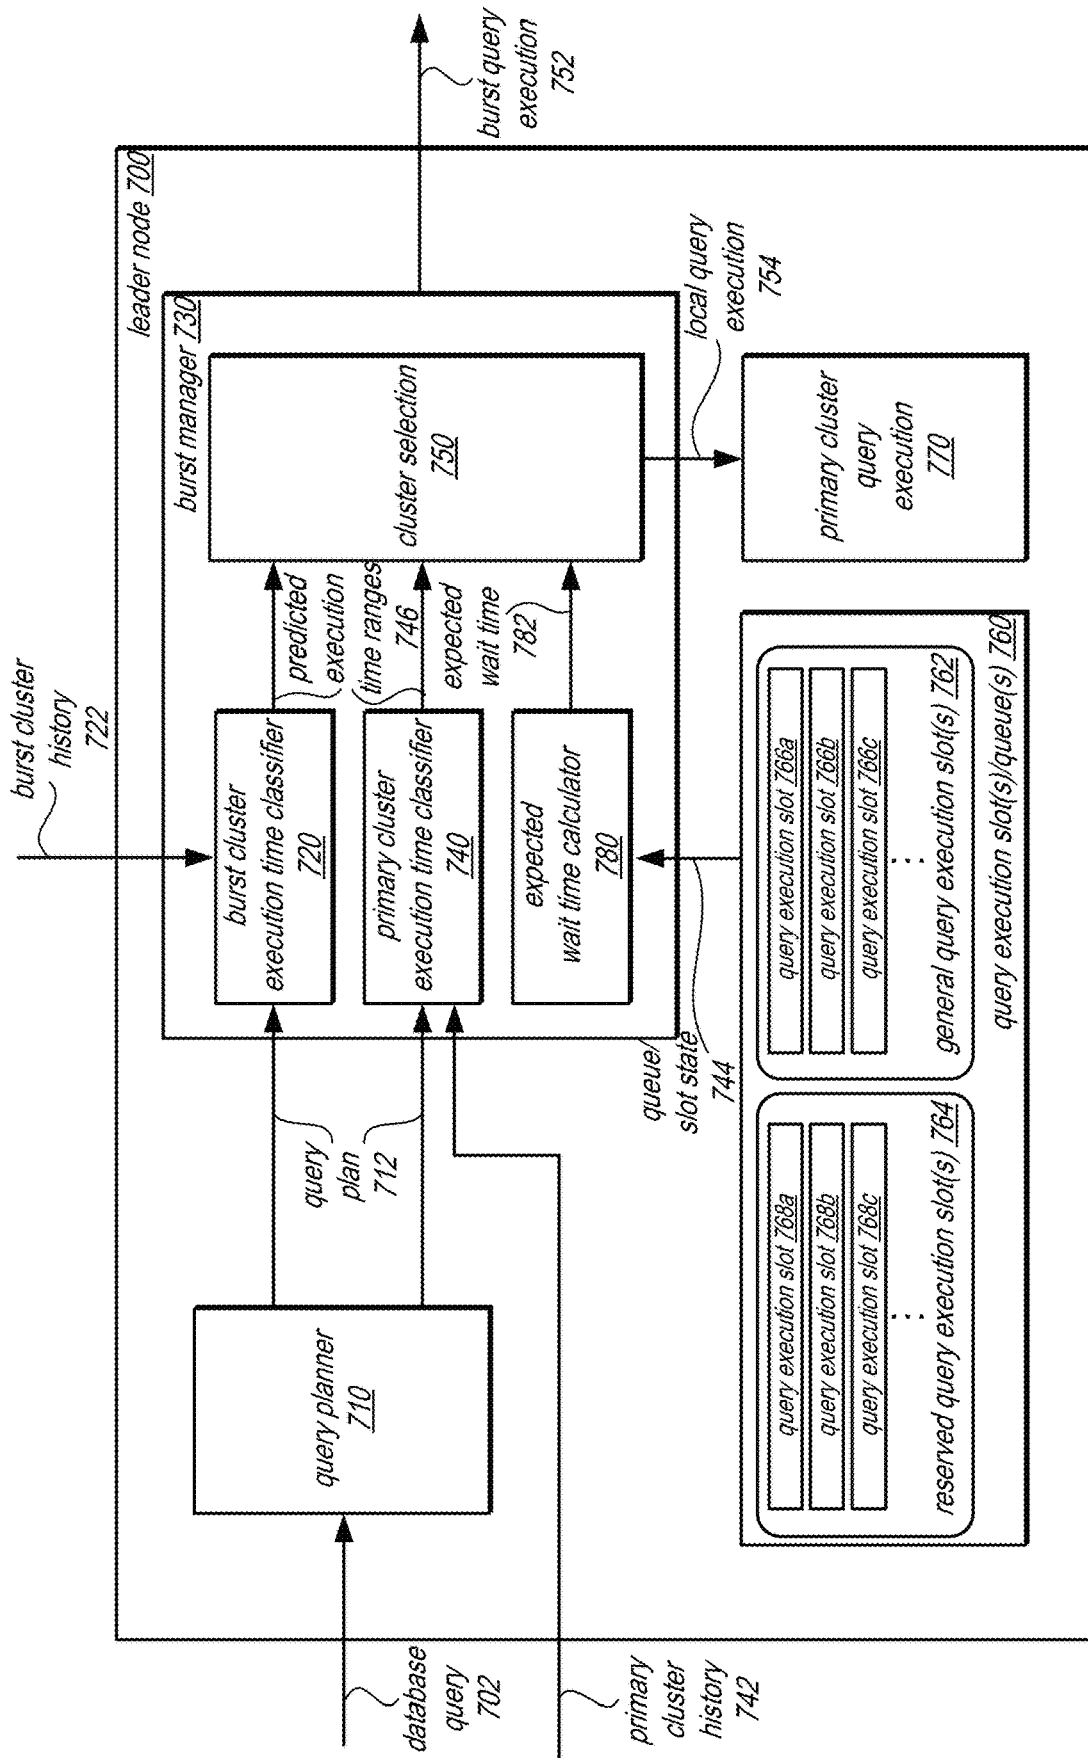 leader node 700
burst cluster
history
722
burst manager 730
database
query
702
query planner
710
query
plan
712
burst cluster
execution time classifier
720
predicted
execution
time ranges
746
primary cluster
execution time classifier
740
expected
wait time
782
expected
wait time calculator
780
cluster selection
750
burst query
execution
752
primary
cluster
history
742
queue/
slot state
744
local query
execution
754
query execution slot 768a
query execution slot 768b
query execution slot 768c
...
reserved query execution slot(s) 764
query execution slot 766a
query execution slot 766b
query execution slot 766c
...
general query execution slot(s) 762
query execution slot(s)/queue(s) 760
primary cluster
query
execution
770